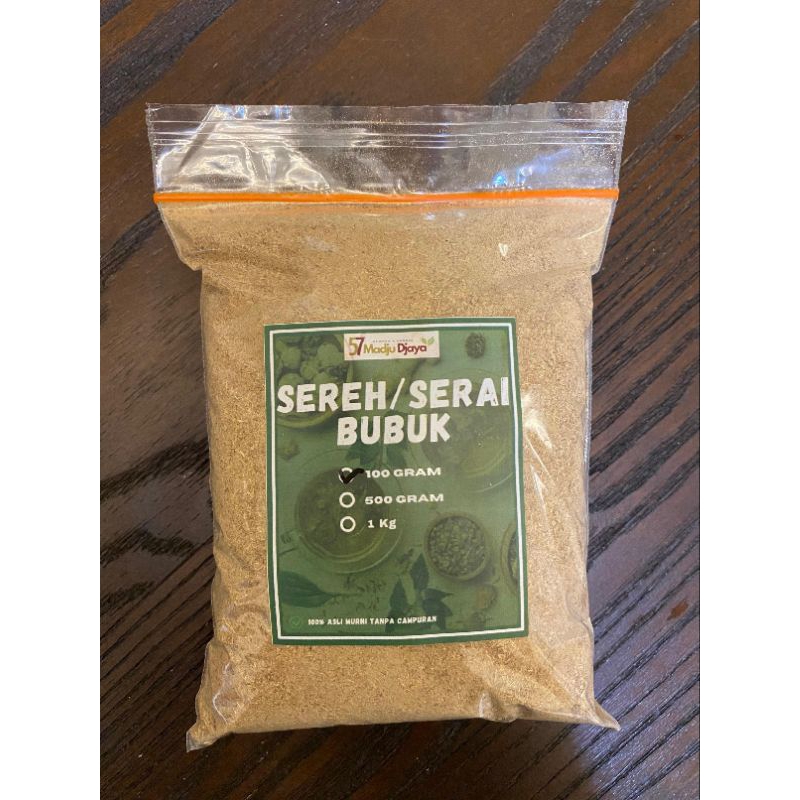 57 Madju Djaya
SEREH/SERAI
BUBUK
100 GRAM
500 GRAM
1 Kg
100% ASLI MURNI TANPA CAMPURAN